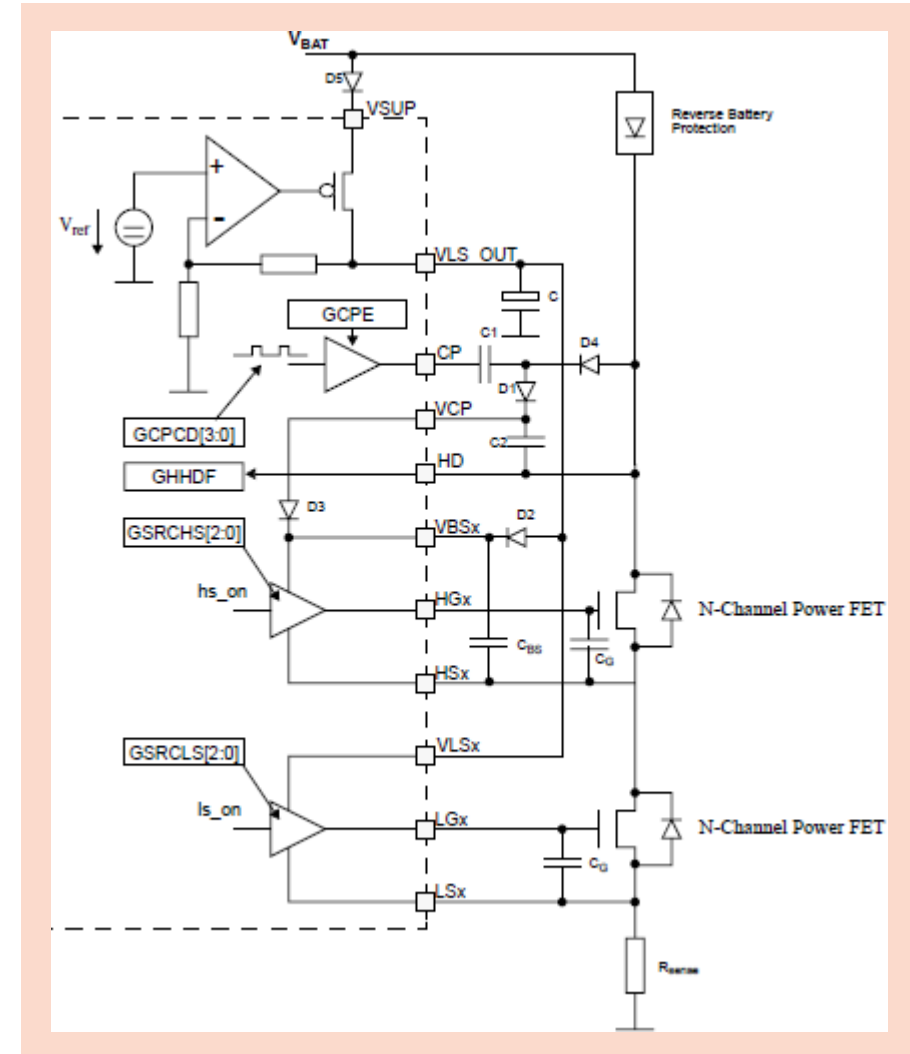 VBAT
D5
VSUP
Reverse Battery
Protection
+
-
Vref
VLS_OUT
C
GCPE
C1
D4
CP
D1
VCP
GCPCD[3:0]
C2
HD
GHHDF
D3
D2
GSRCHS[2:0]
VBSx
hs_on
HGx
N-Channel Power FET
CBS
CG
HSx
VLSx
GSRCLS[2:0]
ls_on
LGx
N-Channel Power FET
CG
LSx
Rsense